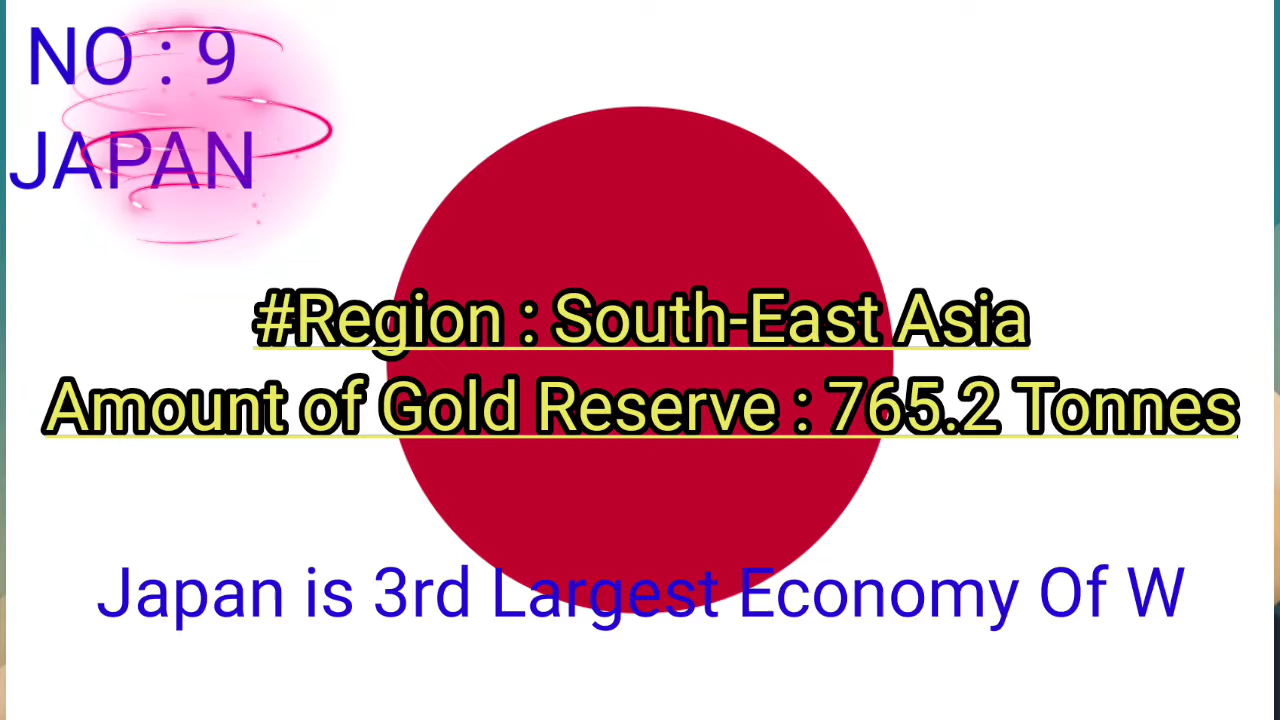 NO : 9
JAPAN
#Region : South-East Asia
Amount of Gold Reserve : 765.2 Tonnes
Japan is 3rd Largest Economy Of W